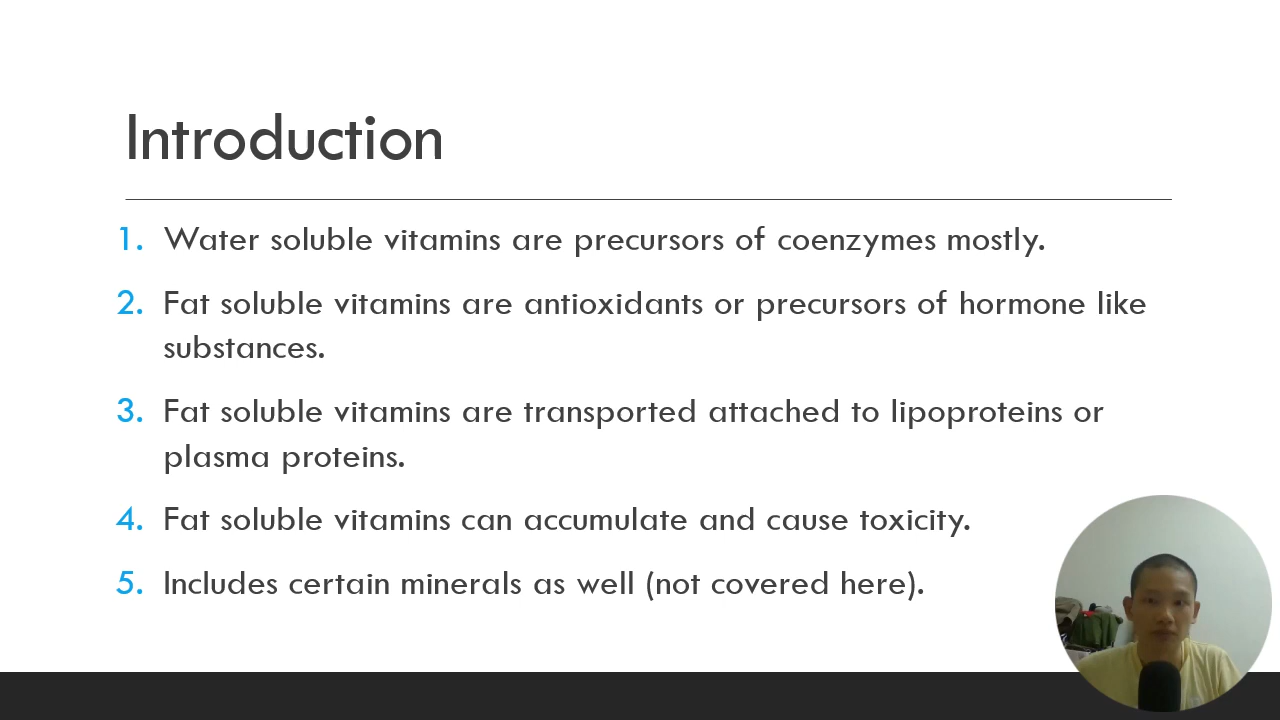 Introduction
1. Water soluble vitamins are precursors of coenzymes mostly.
2. Fat soluble vitamins are antioxidants or precursors of hormone like
substances.
3. Fat soluble vitamins are transported attached to lipoproteins or
plasma proteins.
4. Fat soluble vitamins can accumulate and cause toxicity.
5. Includes certain minerals as well (not covered here).